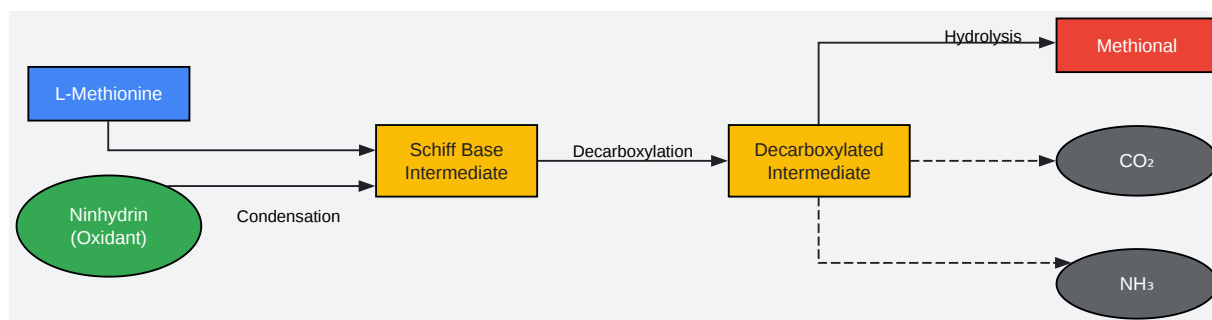 L-Methionine
Ninhydrin
(Oxidant)
Condensation
Schiff Base
Intermediate
Decarboxylation
Decarboxylated
Intermediate
Hydrolysis
Methional
CO₂
NH₃